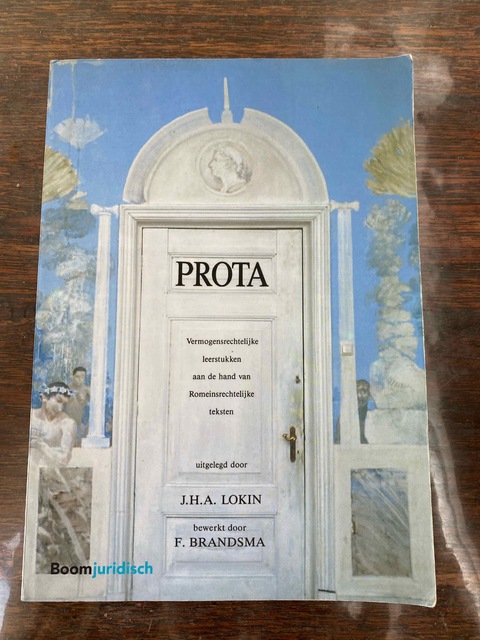 PROTA
Vermogensrechtelijke
leerstukken
aan de hand van
Romeinsrechtelijke
teksten
uitgelegd door
J.H.A. LOKIN
bewerkt door
F. BRANDSMA
Boomjuridisch